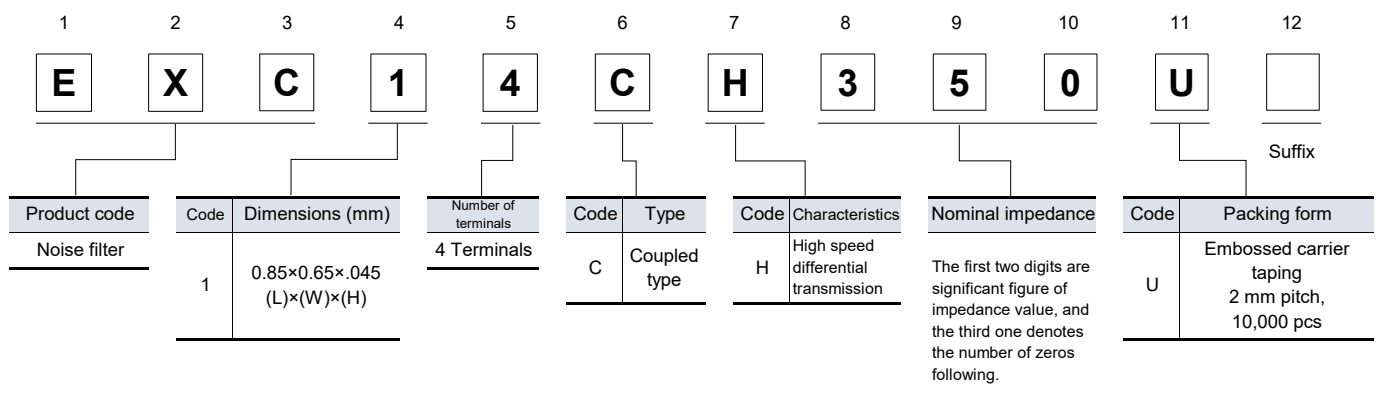 1 2 3 4 5 6 7 8 9 10 11 12
E X C 1 4 C H 3 5 0 U
Suffix
Product code
Noise filter
Code Dimensions (mm)
1 0.85×0.65×.045
(L)×(W)×(H)
Number of
terminals
4 Terminals
Code Type
C Coupled
type
Code Characteristics
H High speed
differential
transmission
Nominal impedance
The first two digits are
significant figure of
impedance value, and
the third one denotes
the number of zeros
following.
Code Packing form
U Embossed carrier
taping
2 mm pitch,
10,000 pcs